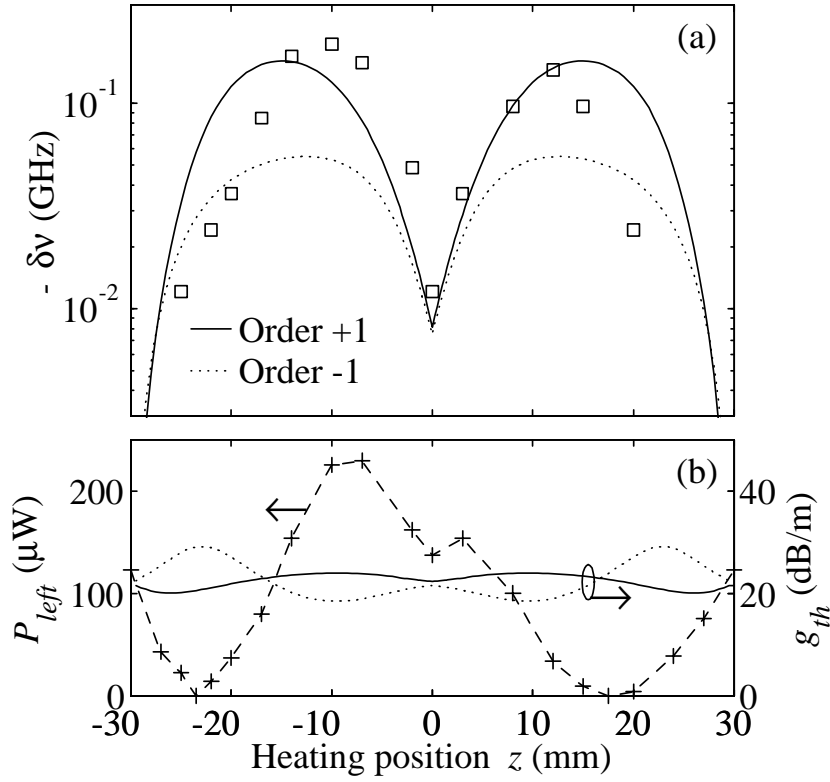 (a)
10^-1
- δν (GHz)
10^-2
Order +1
Order -1
(b)
200
100
0
P_left (μW)
40
20
0
g_th (dB/m)
-30 -20 -10 0 10 20 30
Heating position z (mm)